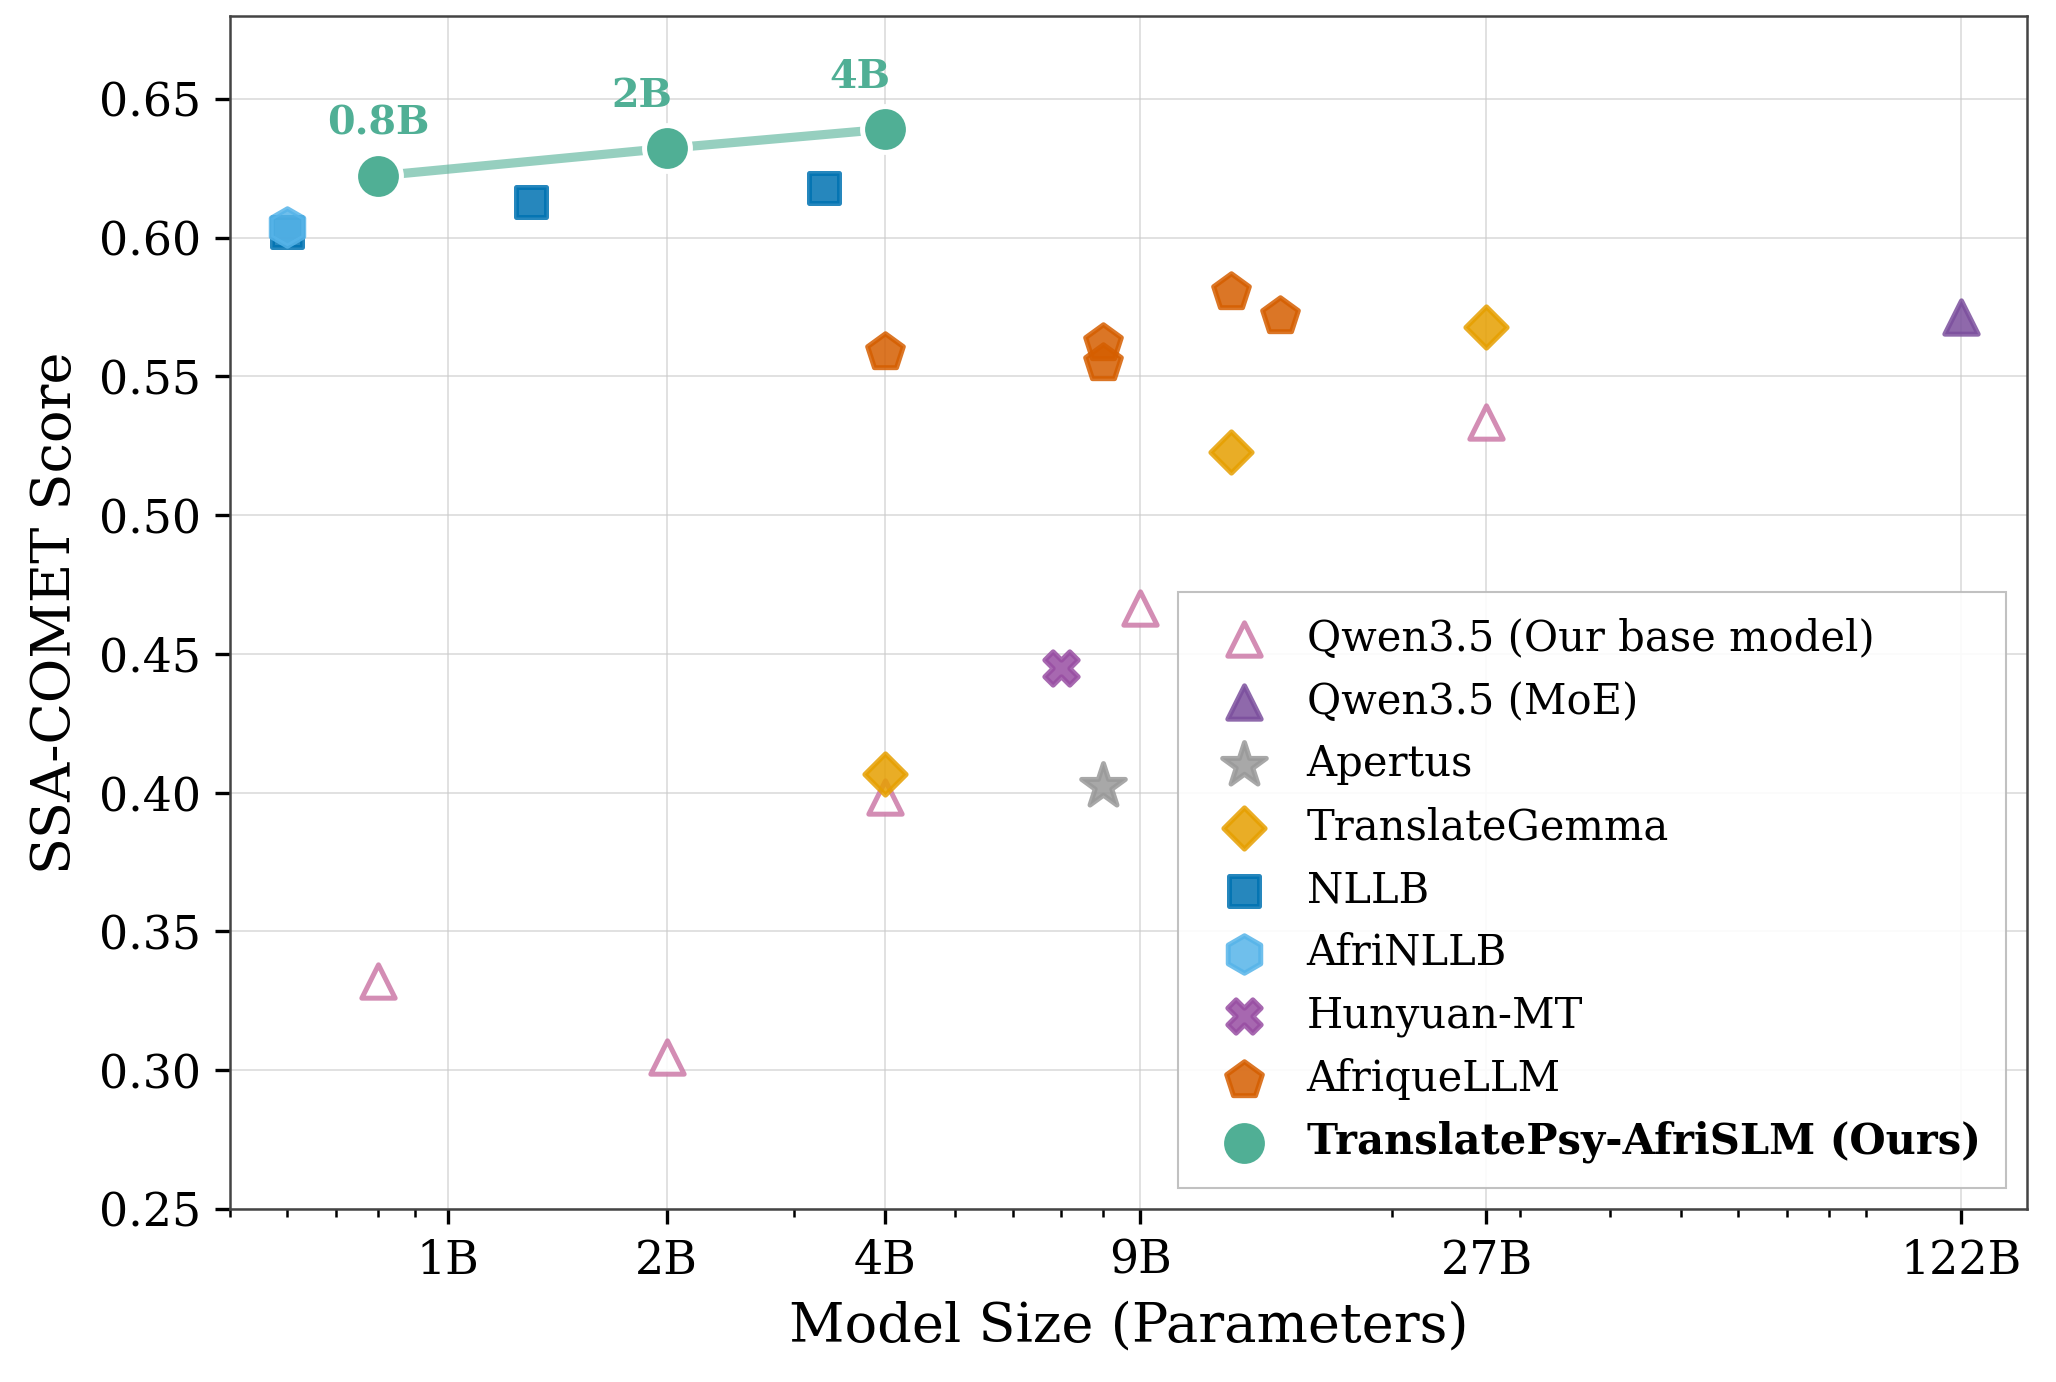 0.8B
2B
4B
0.65
0.60
0.55
0.50
0.45
0.40
0.35
0.30
0.25
SSA-COMET Score
Qwen3.5 (Our base model)
Qwen3.5 (MoE)
Apertus
TranslateGemma
NLLB
AfriNLLB
Hunyuan-MT
AfriqueLLM
TranslatePsy-AfriSLM (Ours)
1B 2B 4B 9B 27B 122B
Model Size (Parameters)